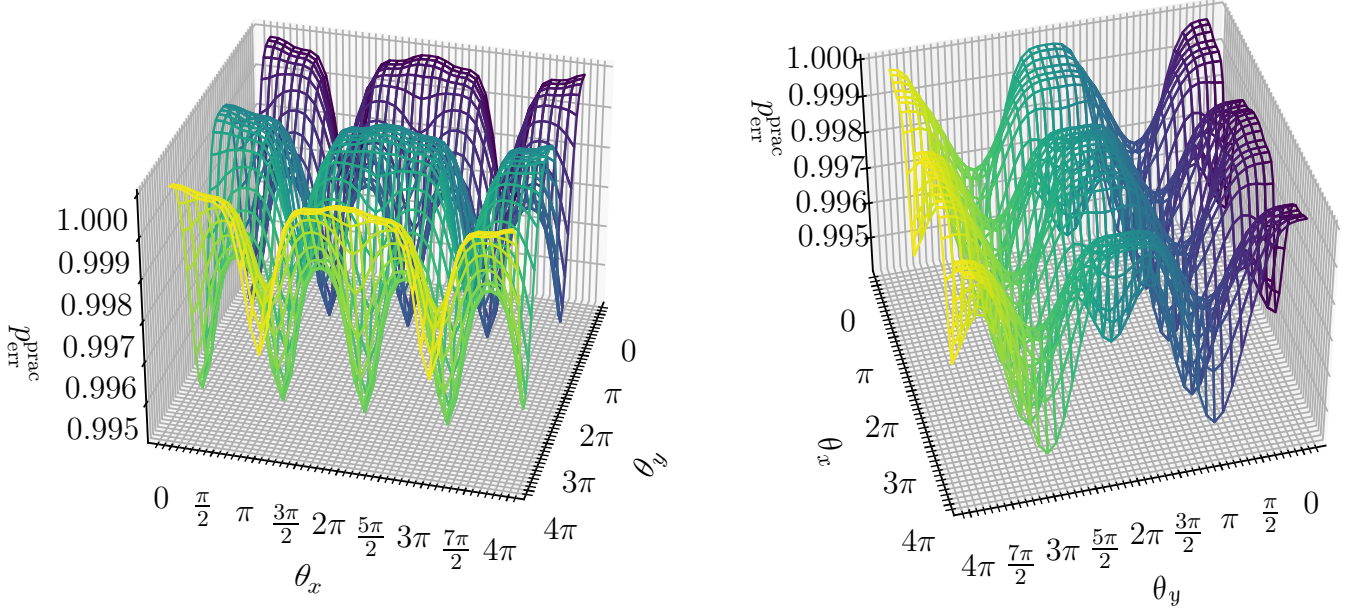 1.000
0.999
0.998
0.997
0.996
0.995
p_err^prac
0 π/2 π 3π/2 2π 5π/2 3π 7π/2 4π
θ_x
0
π
2π
3π
4π
θ_y
1.000
0.999
0.998
0.997
0.996
0.995
p_err^prac
0
π
2π
3π
4π
θ_x
4π 7π/2 3π 5π/2 2π 3π/2 π π/2 0
θ_y